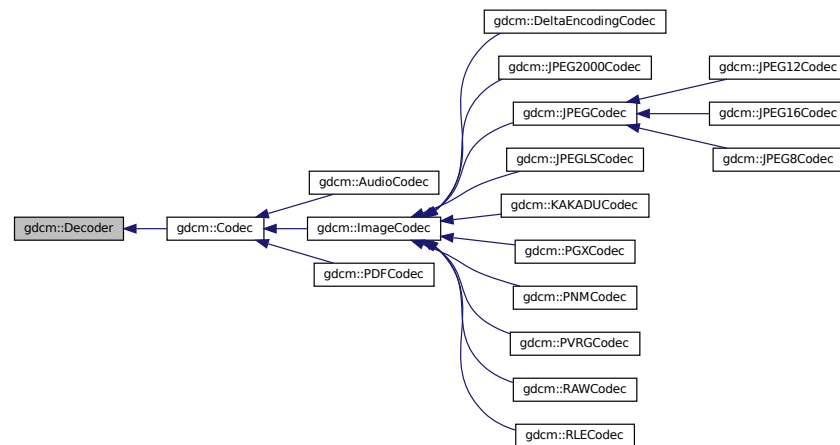 gdcm::DeltaEncodingCodec
gdcm::JPEG2000Codec
gdcm::JPEG12Codec
gdcm::JPEGCodec
gdcm::JPEG16Codec
gdcm::JPEGLSCodec
gdcm::JPEG8Codec
gdcm::AudioCodec
gdcm::KAKADUCodec
gdcm::Decoder
gdcm::Codec
gdcm::ImageCodec
gdcm::PGXCodec
gdcm::PDFCodec
gdcm::PNMCodec
gdcm::PVRGCodec
gdcm::RAWCodec
gdcm::RLECodec